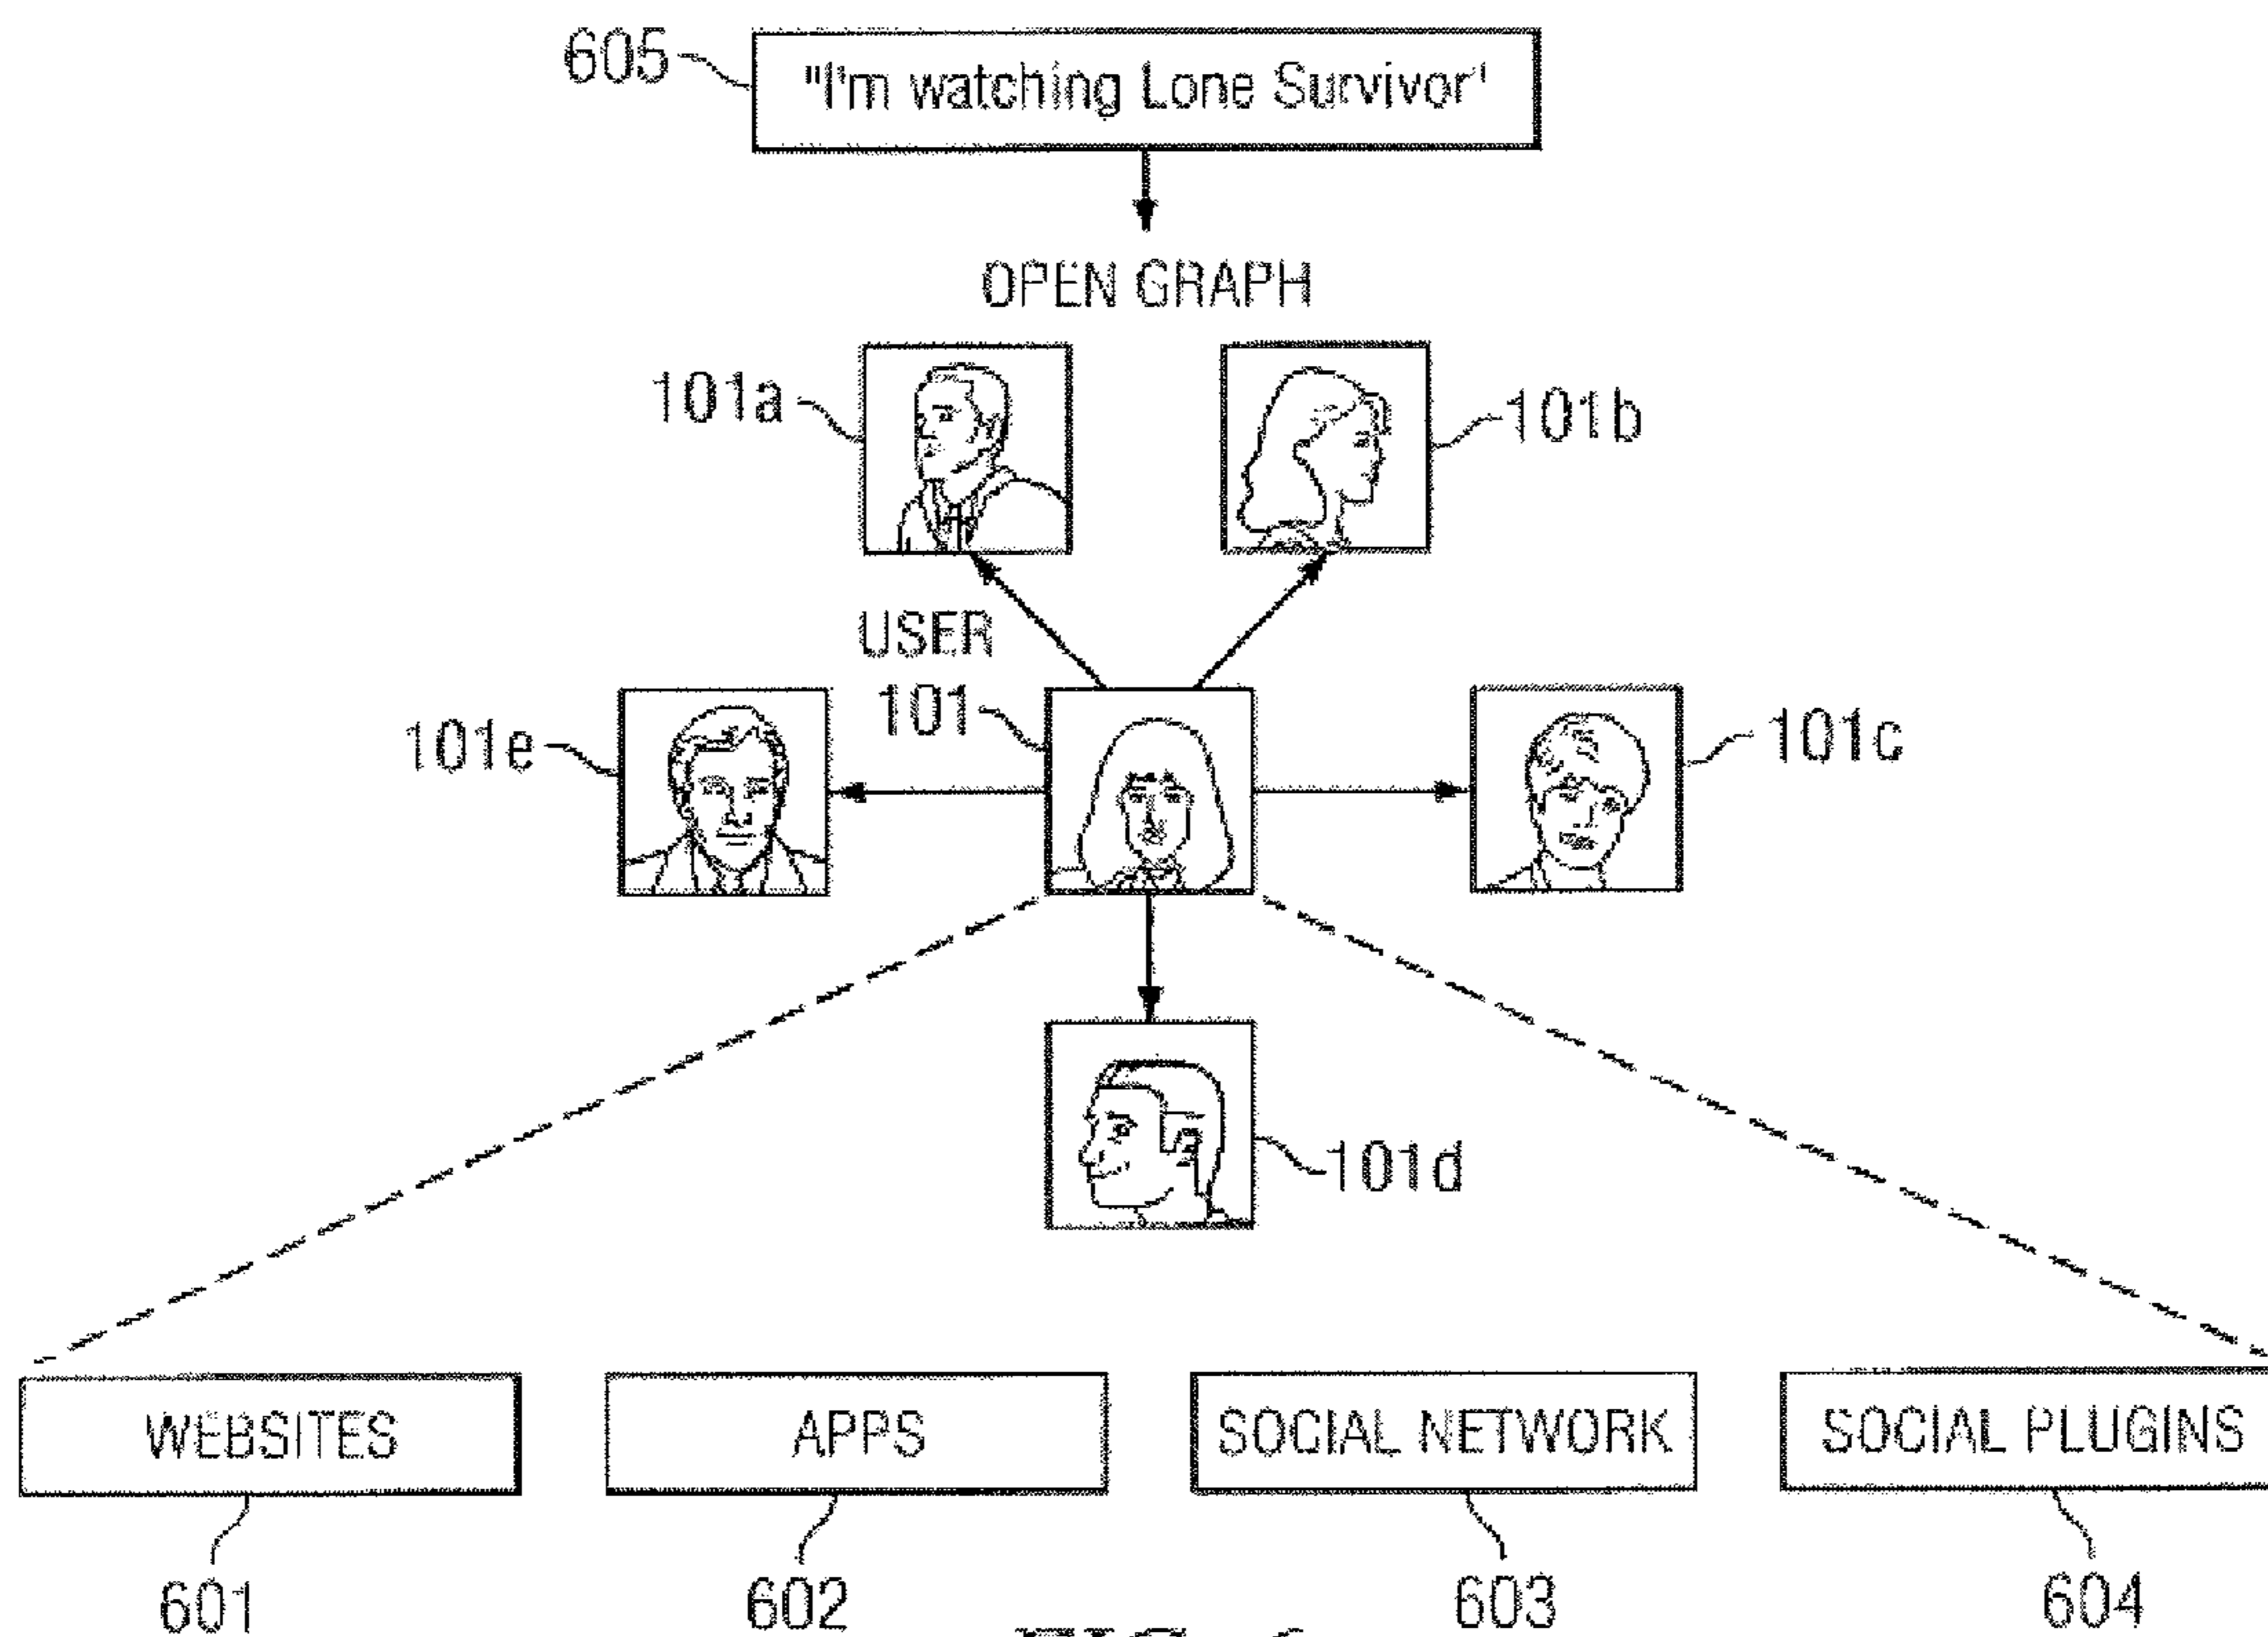 605
"I'm watching Lone Survivor'
OPEN GRAPH
101a
101b
USER
101
101e
101c
101d
WEBSITES
APPS
SOCIAL NETWORK
SOCIAL PLUGINS
601
602
603
604